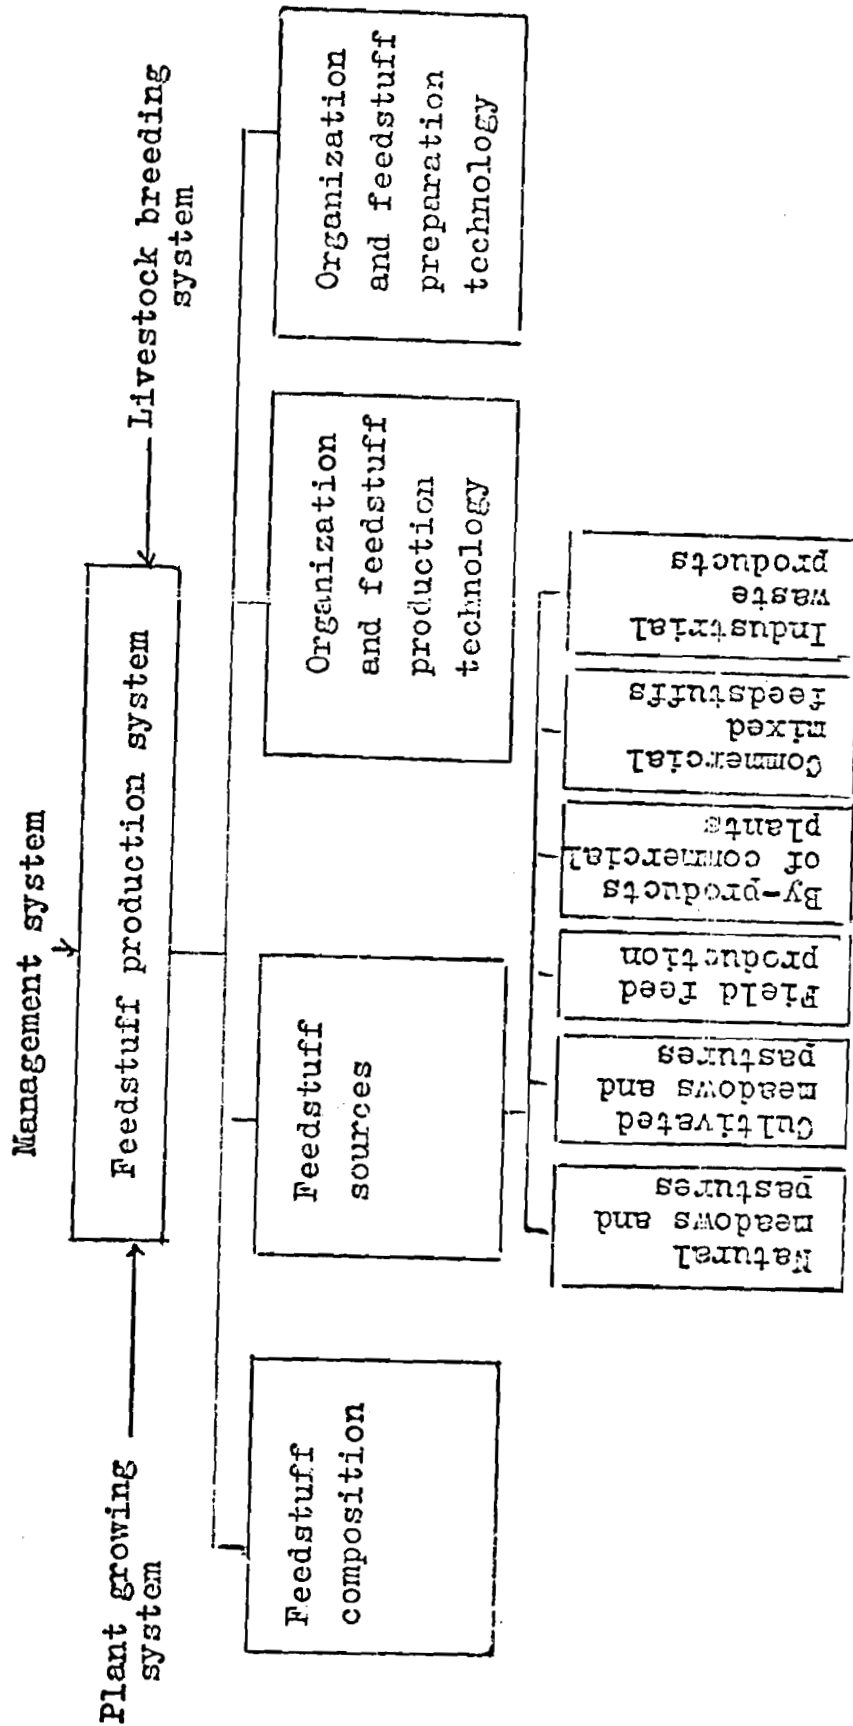 Management system
Plant growing
system
Feedstuff production system
Livestock breeding
system
Feedstuff
composition
Feedstuff
sources
Organization
and feedstuff
production
technology
Organization
and feedstuff
preparation
technology
Natural
meadows and
pastures
Cultivated
meadows and
pastures
Field feed
production
By-products
of commercial
plants
Commercial
mixed
feedstuffs
Industrial
waste
products